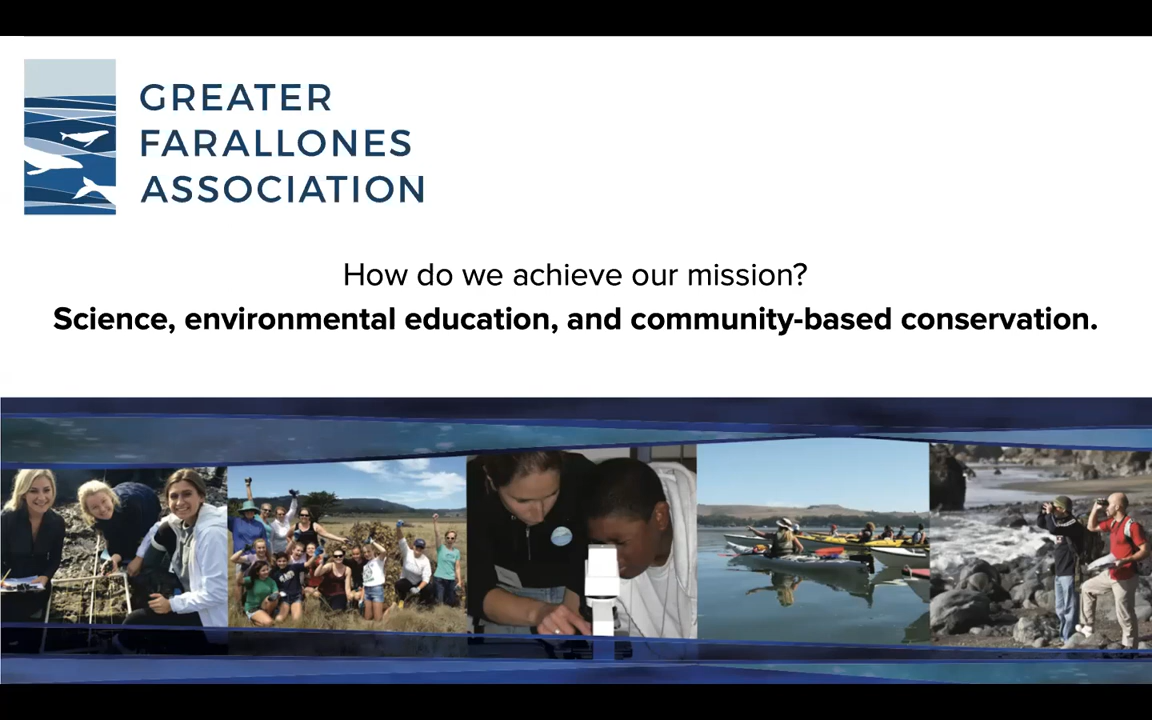 GREATER
FARALLONES
ASSOCIATION
How do we achieve our mission?
Science, environmental education, and community-based conservation.